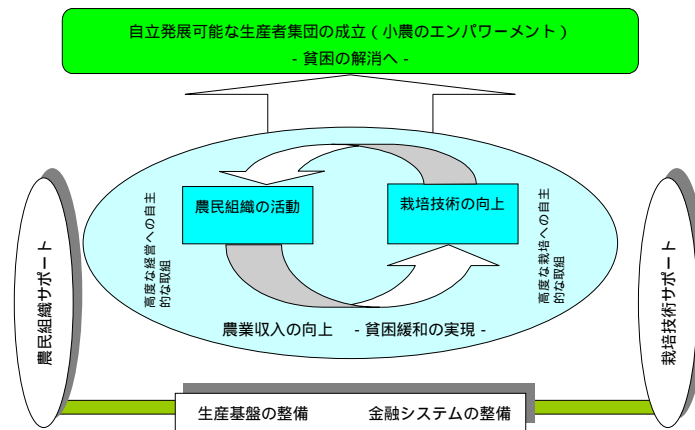 自立発展可能な生産者集団の成立（小農のエンパワーメント）
- 貧困の解消へ -
農民組織の活動
栽培技術の向上
高度な経営への自主
的な取組
高度な栽培への自主
的な取組
農業収入の向上　- 貧困緩和の実現 -
農民組織サポート
栽培技術サポート
生産基盤の整備　金融システムの整備